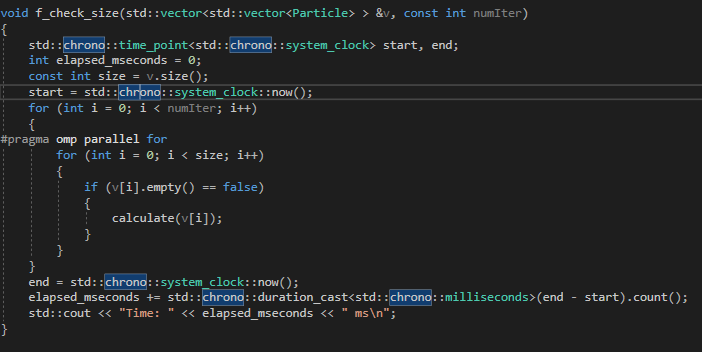 void f_check_size(std::vector<std::vector<Particle> > &v, const int numIter)
{
    std::chrono::time_point<std::chrono::system_clock> start, end;
    int elapsed_mseconds = 0;
    const int size = v.size();
    start = std::chrono::system_clock::now();
    for (int i = 0; i < numIter; i++)
    {
#pragma omp parallel for
        for (int i = 0; i < size; i++)
        {
            if (v[i].empty() == false)
            {
                calculate(v[i]);
            }
        }
    }
    end = std::chrono::system_clock::now();
    elapsed_mseconds += std::chrono::duration_cast<std::chrono::milliseconds>(end - start).count();
    std::cout << "Time: " << elapsed_mseconds << " ms\n";
}